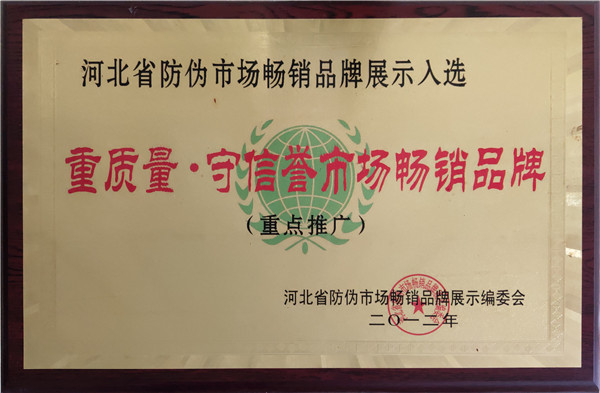 河北省防伪市场畅销品牌展示入选
重质量·守信誉市场畅销品牌
（重点推广）
河北省防伪市场畅销品牌展示编委会
二〇一二年